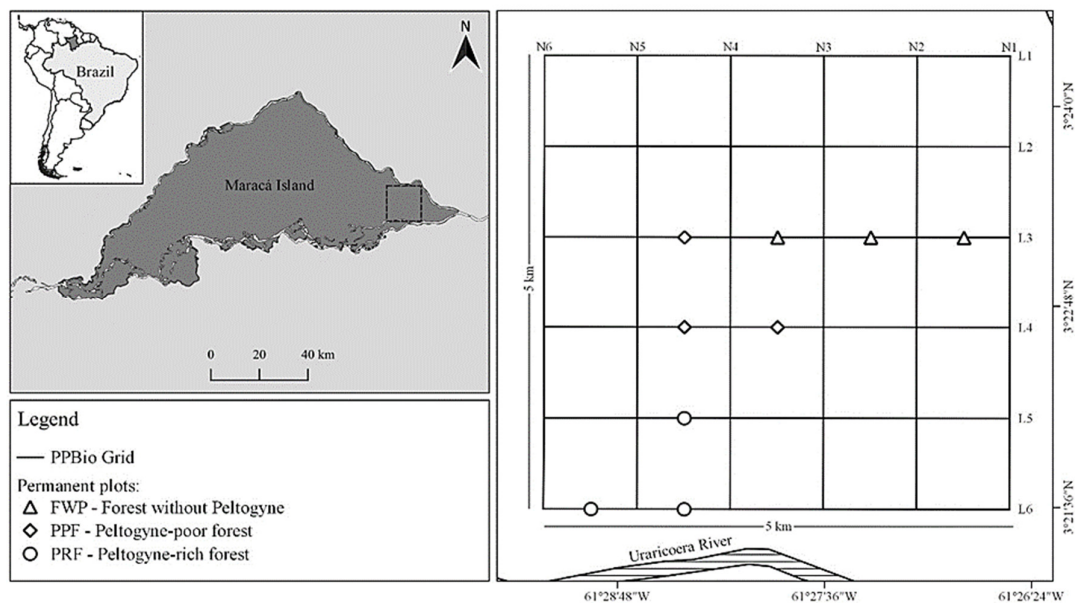 Brazil
N
Maracá Island
0 20 40 km
Legend
PPBio Grid
Permanent plots:
FWP - Forest without Peltogyne
PPF - Peltogyne-poor forest
PRF - Peltogyne-rich forest
N6 N5 N4 N3 N2 N1
L1
L2
L3
L4
L5
L6
5 km
5 km
Uraricoera River
3°24'0"N
3°22'48"N
3°21'36"N
61°28'48"W 61°27'36"W 61°26'24"W